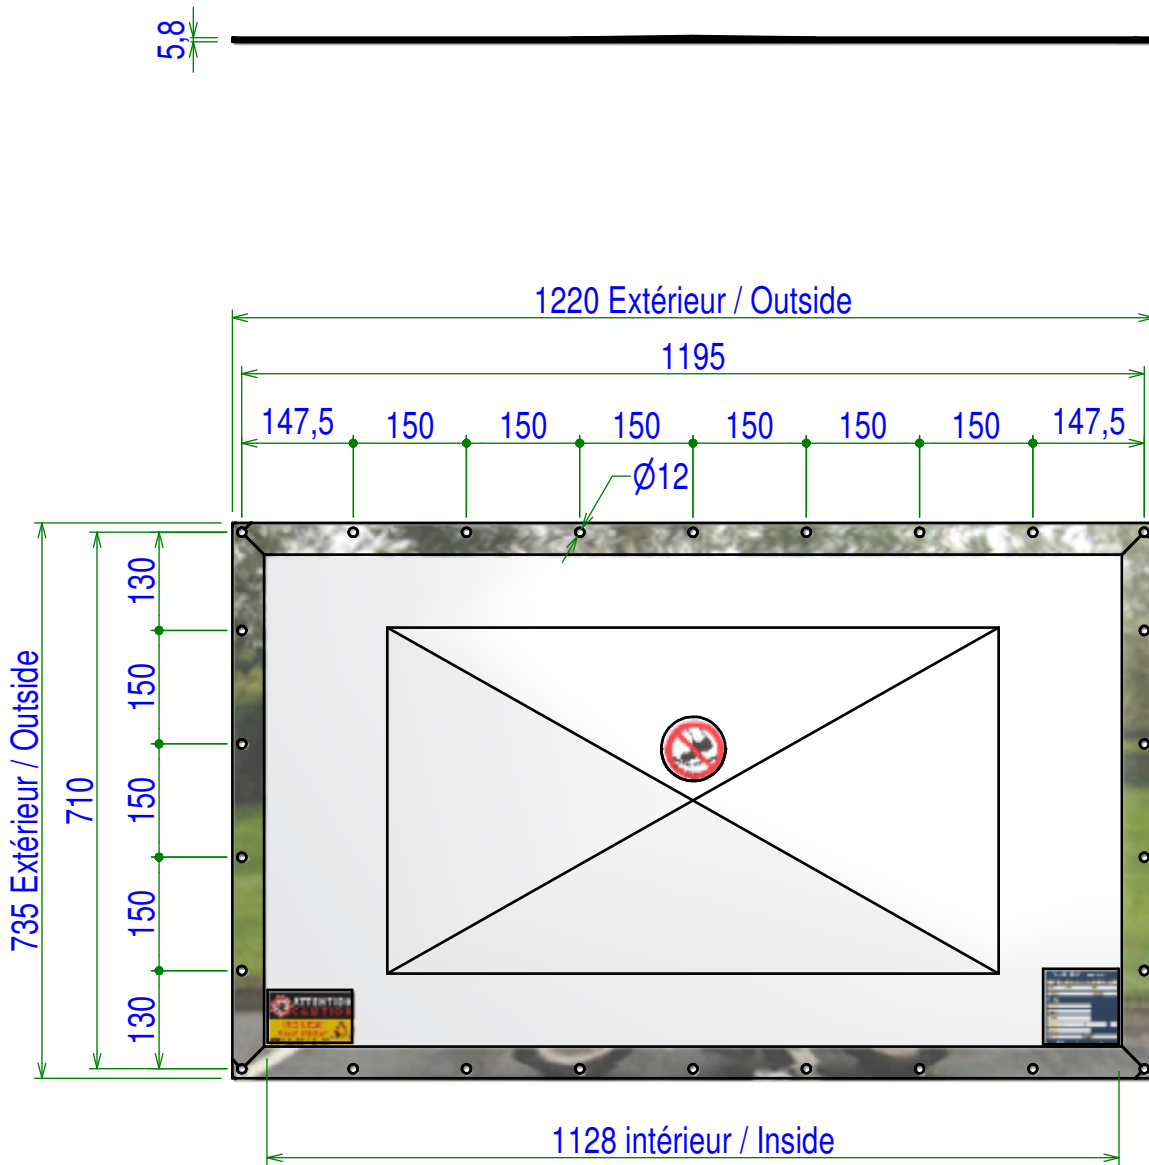 5,8
1220 Extérieur / Outside
1195
147,5 150 150 150 150 150 150 147,5
Ø12
735 Extérieur / Outside
710
130
150
150
150
130
ATTENTION
CAUTION
1128 intérieur / Inside